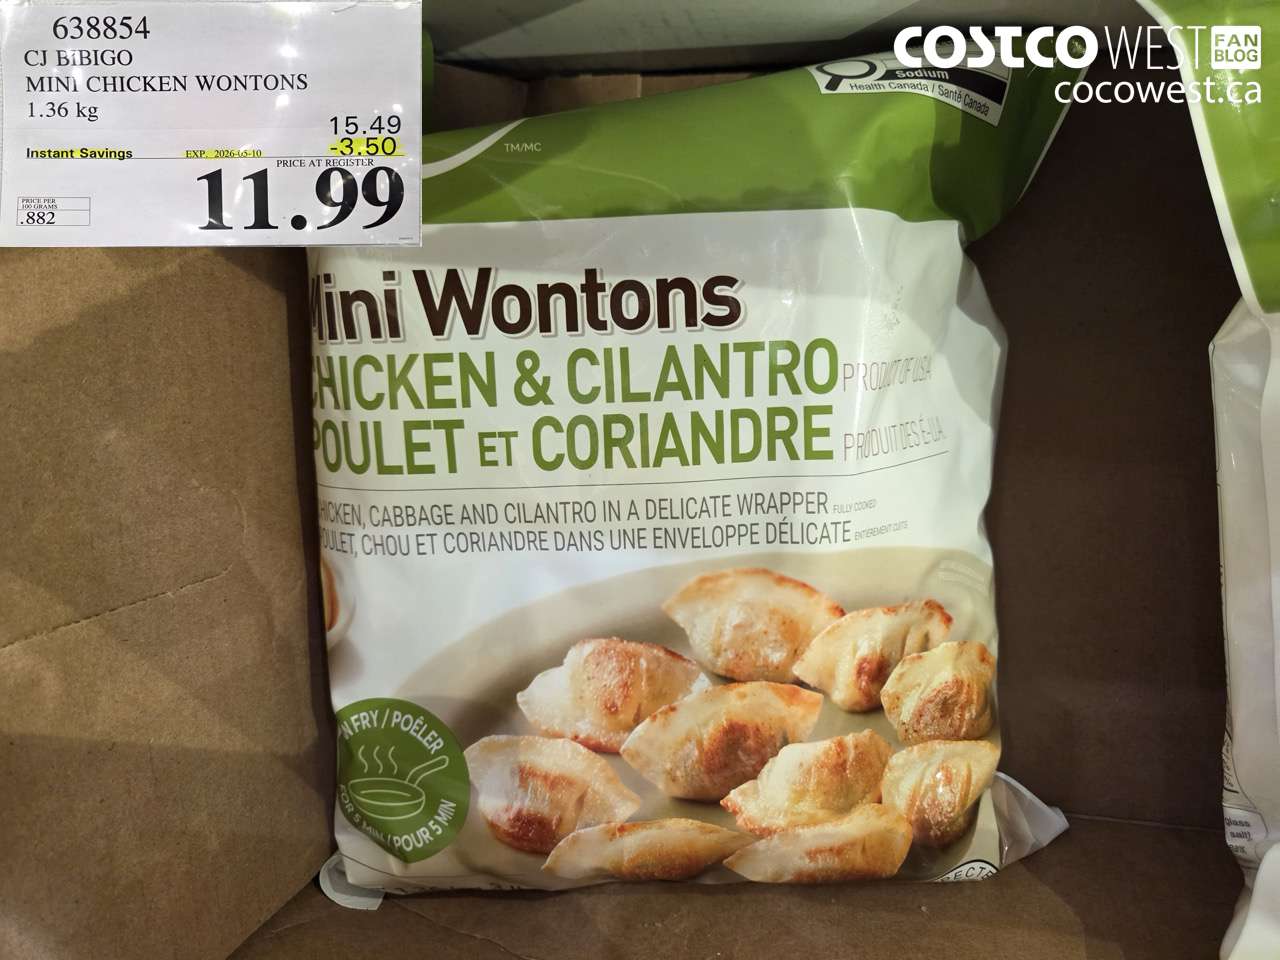 638854
CJ BIBIGO
MINI CHICKEN WONTONS
1.36 kg
15.49
Instant Savings EXP. 2026-05-10 -3.50
PRICE AT REGISTER
11.99
PRICE PER
100 GRAMS
.882
COSTCO WEST FAN BLOG
cocowest.ca
Sodium
Health Canada / Santé Canada
TM/MC
Mini Wontons
CHICKEN & CILANTRO PRODUCT OF USA
POULET ET CORIANDRE PRODUIT DES É-U.A.
CHICKEN, CABBAGE AND CILANTRO IN A DELICATE WRAPPER FULLY COOKED
POULET, CHOU ET CORIANDRE DANS UNE ENVELOPPE DÉLICATE ENTIÈREMENT CUITS
N FRY / POÊLER
FOR 5 MIN / POUR 5 MIN